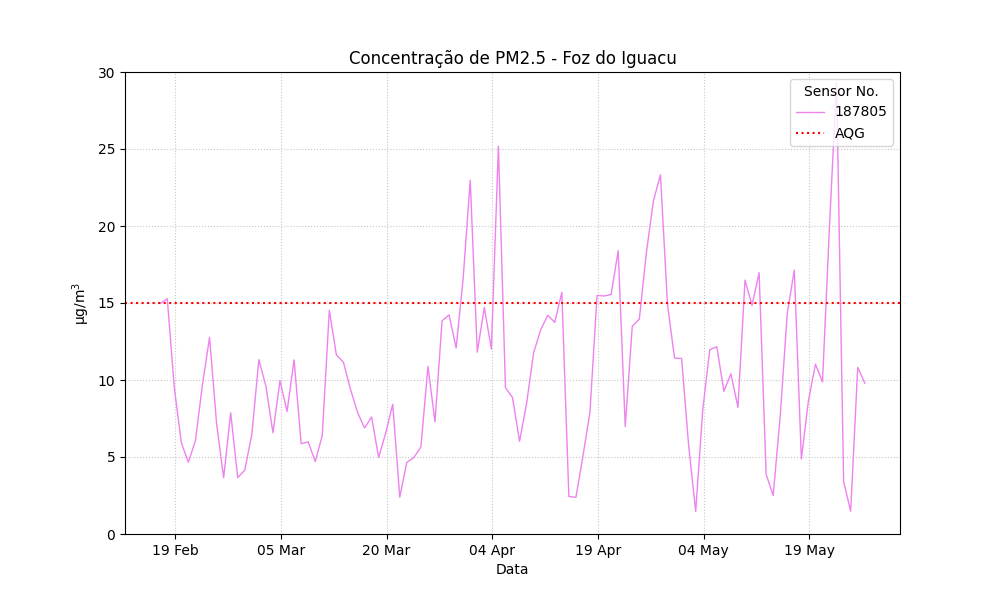 Concentração de PM2.5 - Foz do Iguacu
30
25
20
15
10
5
0
µg/m³
Sensor No.
187805
AQG
19 Feb
05 Mar
20 Mar
04 Apr
19 Apr
04 May
19 May
Data